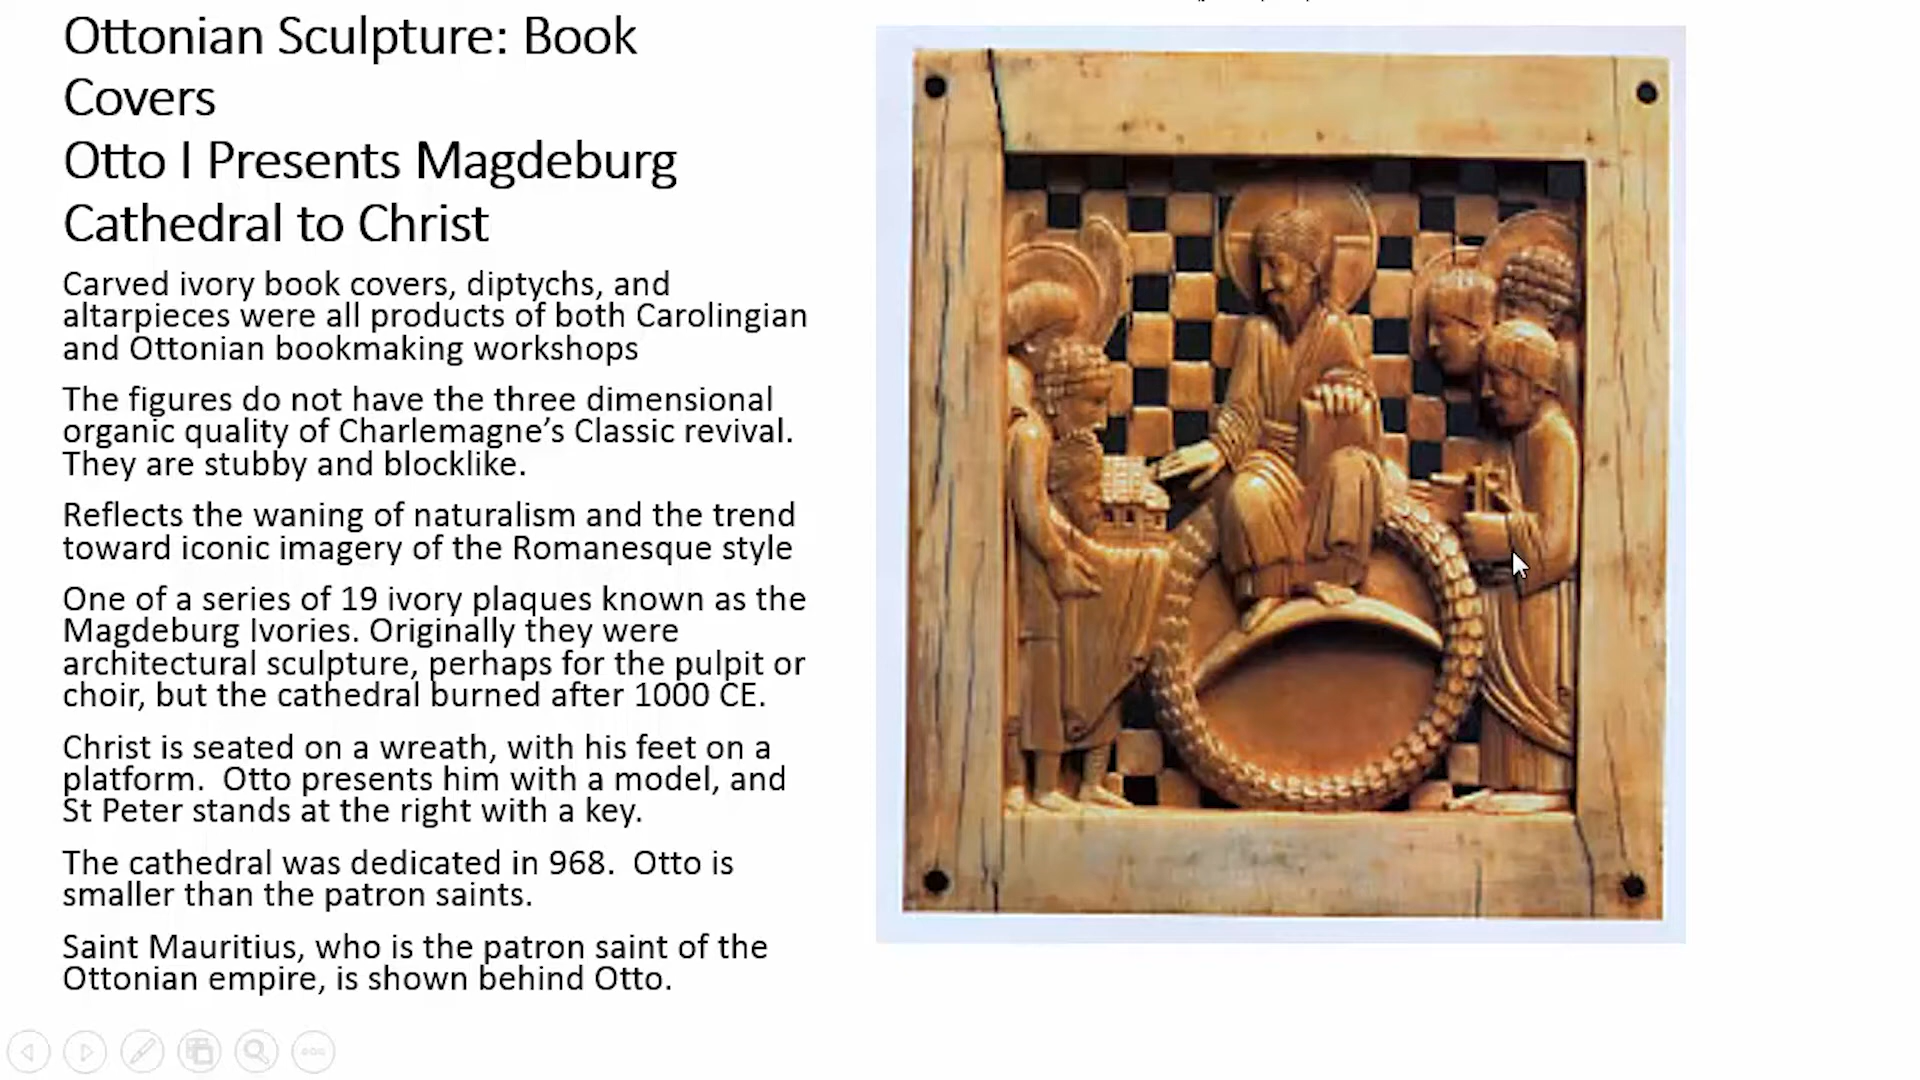 Ottonian Sculpture: Book
Covers
Otto I Presents Magdeburg
Cathedral to Christ
Carved ivory book covers, diptychs, and
altarpieces were all products of both Carolingian
and Ottonian bookmaking workshops
The figures do not have the three dimensional
organic quality of Charlemagne’s Classic revival.
They are stubby and blocklike.
Reflects the waning of naturalism and the trend
toward iconic imagery of the Romanesque style
One of a series of 19 ivory plaques known as the
Magdeburg Ivories. Originally they were
architectural sculpture, perhaps for the pulpit or
choir, but the cathedral burned after 1000 CE.
Christ is seated on a wreath, with his feet on a
platform.  Otto presents him with a model, and
St Peter stands at the right with a key.
The cathedral was dedicated in 968.  Otto is
smaller than the patron saints.
Saint Mauritius, who is the patron saint of the
Ottonian empire, is shown behind Otto.